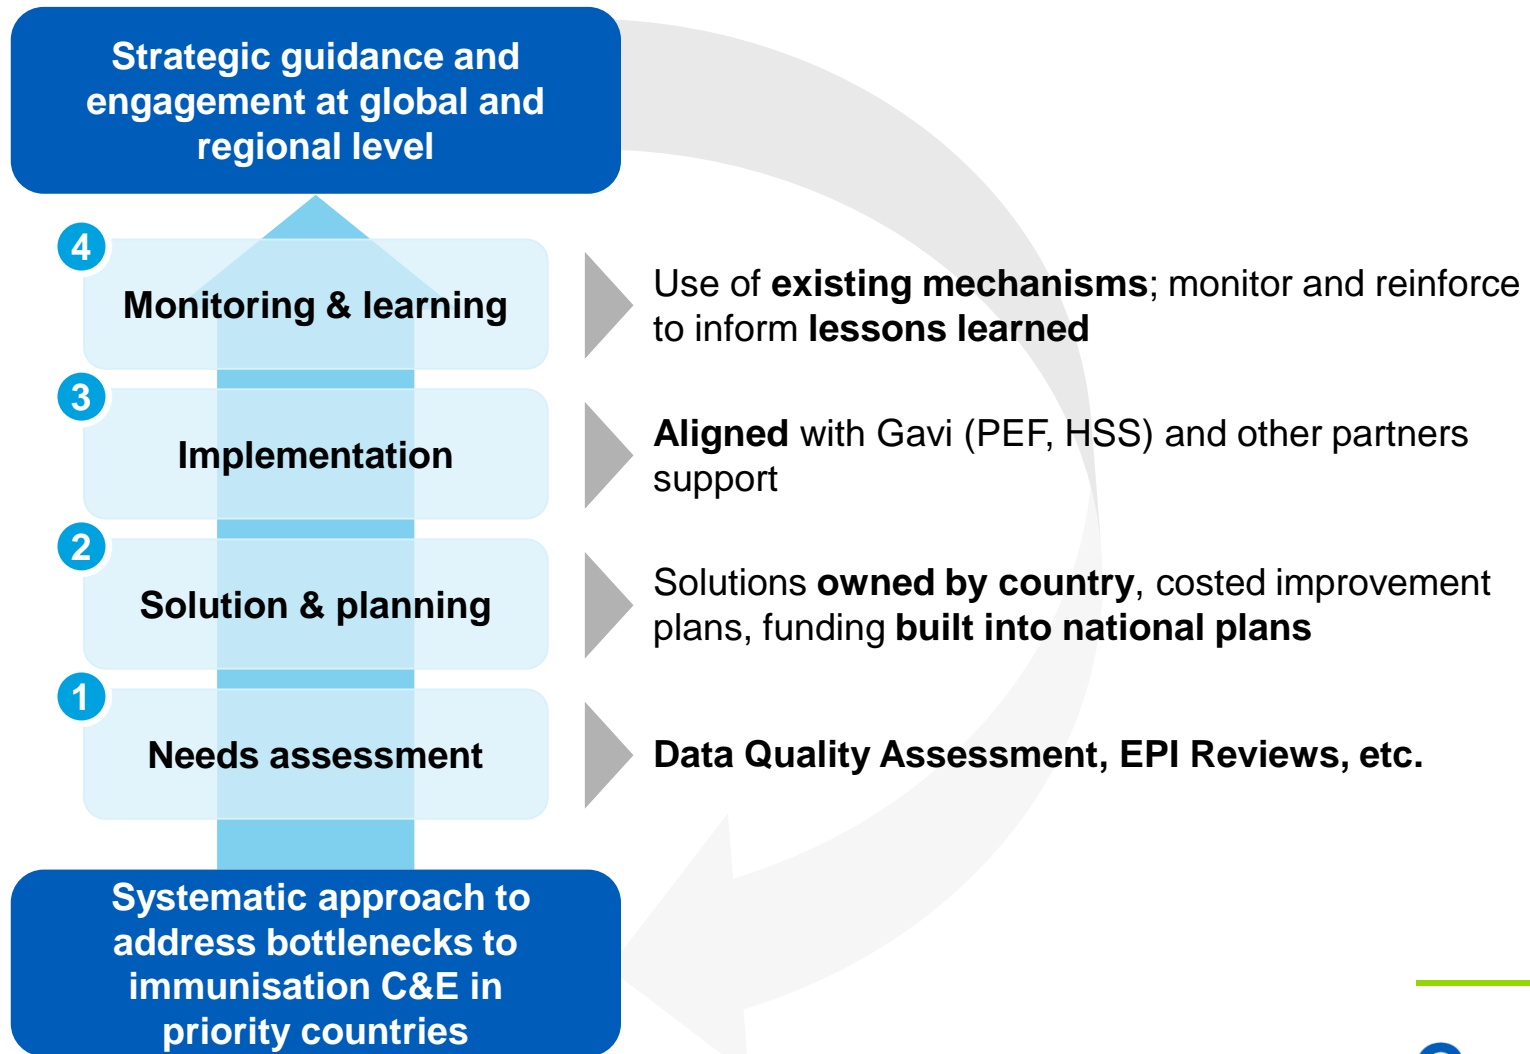 Strategic guidance and
engagement at global and
regional level
4
Monitoring & learning
Use of existing mechanisms; monitor and reinforce
to inform lessons learned
3
Implementation
Aligned with Gavi (PEF, HSS) and other partners
support
2
Solution & planning
Solutions owned by country, costed improvement
plans, funding built into national plans
1
Needs assessment
Data Quality Assessment, EPI Reviews, etc.
Systematic approach to
address bottlenecks to
immunisation C&E in
priority countries